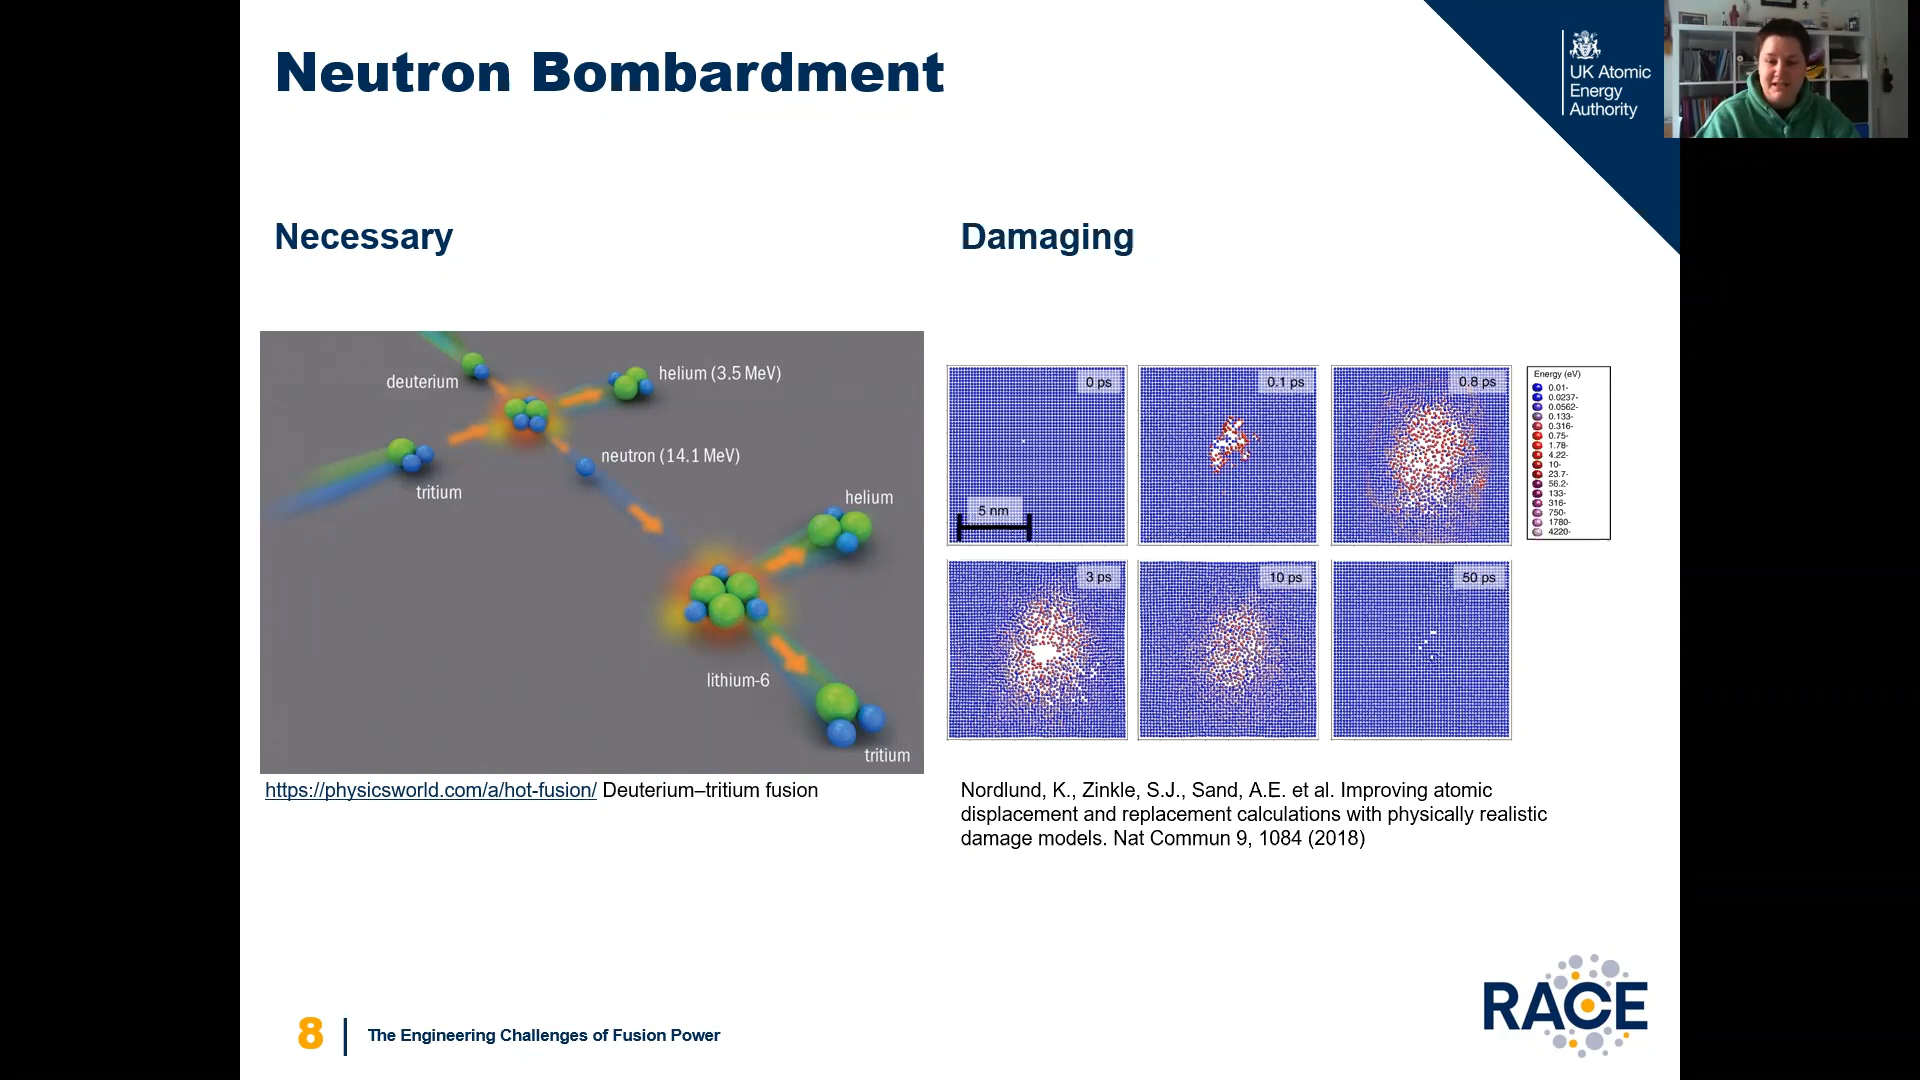 Neutron Bombardment
UK Atomic
Energy
Authority
Necessary
Damaging
deuterium
helium (3.5 MeV)
neutron (14.1 MeV)
tritium
helium
lithium-6
tritium
https://physicsworld.com/a/hot-fusion/ Deuterium–tritium fusion
0 ps
5 nm
0.1 ps
0.8 ps
Energy (eV)
0.01-
0.0237-
0.0562-
0.133-
0.316-
0.75-
1.78-
4.22-
10-
23.7-
56.2-
133-
316-
750-
1780-
4220-
3 ps
10 ps
50 ps
Nordlund, K., Zinkle, S.J., Sand, A.E. et al. Improving atomic
displacement and replacement calculations with physically realistic
damage models. Nat Commun 9, 1084 (2018)
8
The Engineering Challenges of Fusion Power
RACE